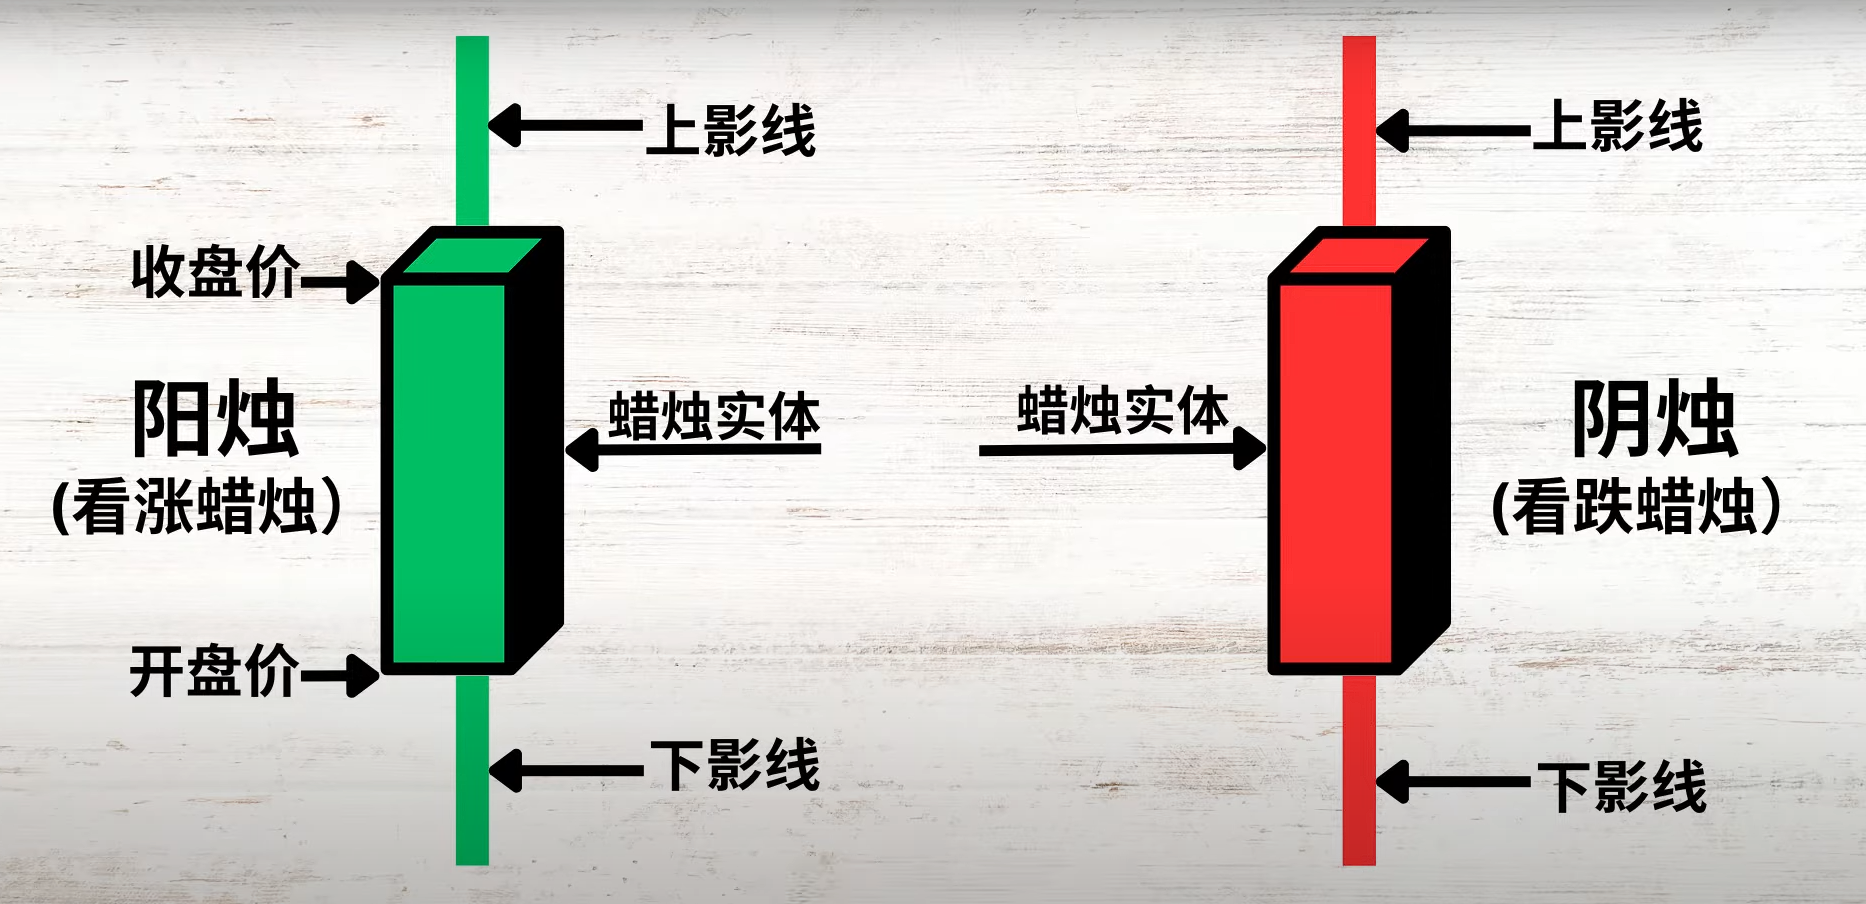 上影线
收盘价
阳烛
(看涨蜡烛）
蜡烛实体
开盘价
下影线
上影线
蜡烛实体
阴烛
(看跌蜡烛）
下影线